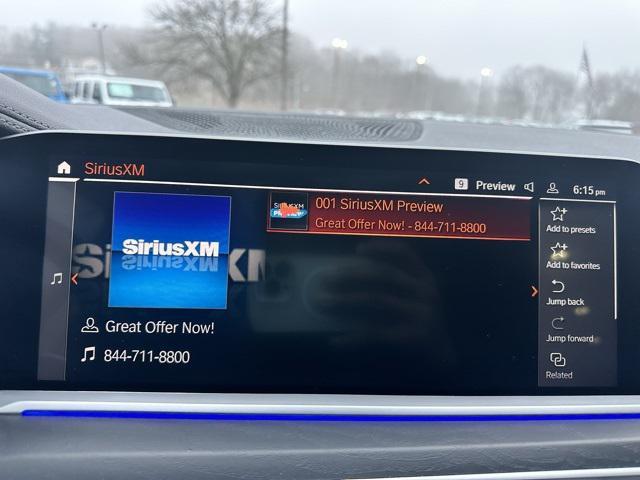 SiriusXM
9 Preview 6:15 pm
SiriusXM
001 SiriusXM Preview
Great Offer Now! - 844-711-8800
Great Offer Now!
844-711-8800
Add to presets
Add to favorites
Jump back
Jump forward
Related